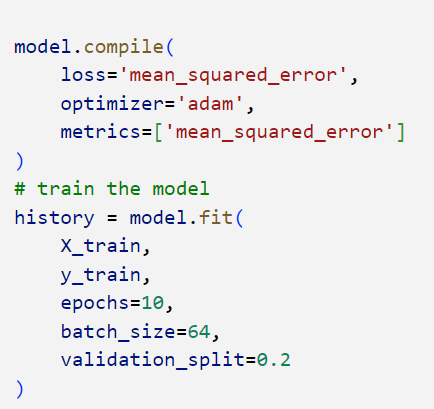 model.compile(
    loss='mean_squared_error',
    optimizer='adam',
    metrics=['mean_squared_error']
)
# train the model
history = model.fit(
    X_train,
    y_train,
    epochs=10,
    batch_size=64,
    validation_split=0.2
)